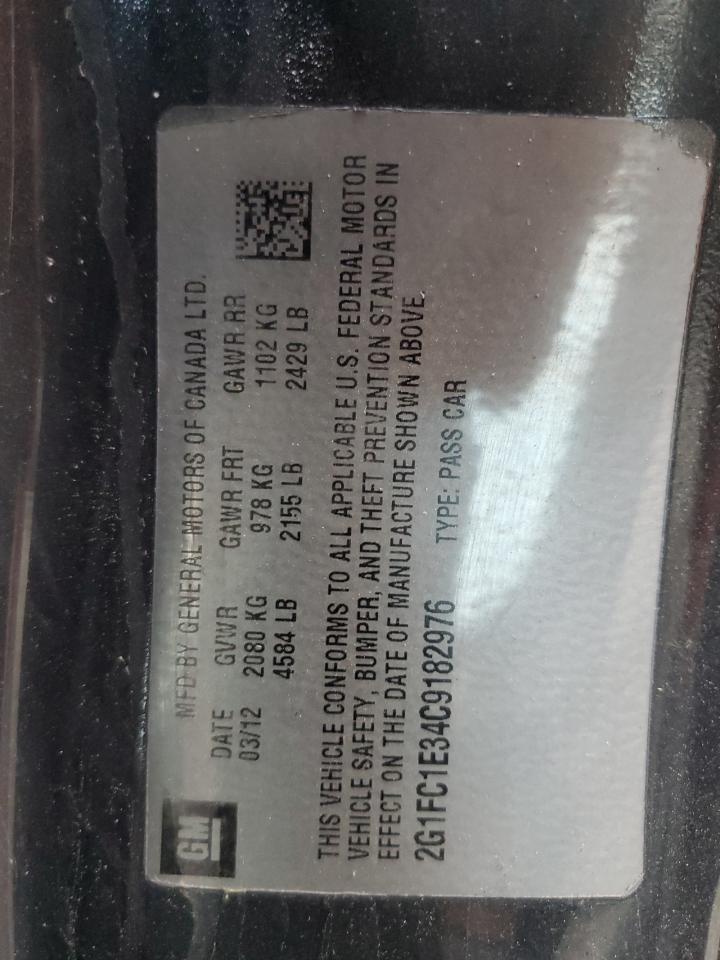 GM
MFD BY GENERAL MOTORS OF CANADA LTD.
DATE GVWR GAWR FRT GAWR RR
03/12 2080 KG 978 KG 1102 KG
4584 LB 2155 LB 2429 LB
THIS VEHICLE CONFORMS TO ALL APPLICABLE U.S. FEDERAL MOTOR
VEHICLE SAFETY, BUMPER, AND THEFT PREVENTION STANDARDS IN
EFFECT ON THE DATE OF MANUFACTURE SHOWN ABOVE.
2G1FC1E34C9182976 TYPE: PASS CAR